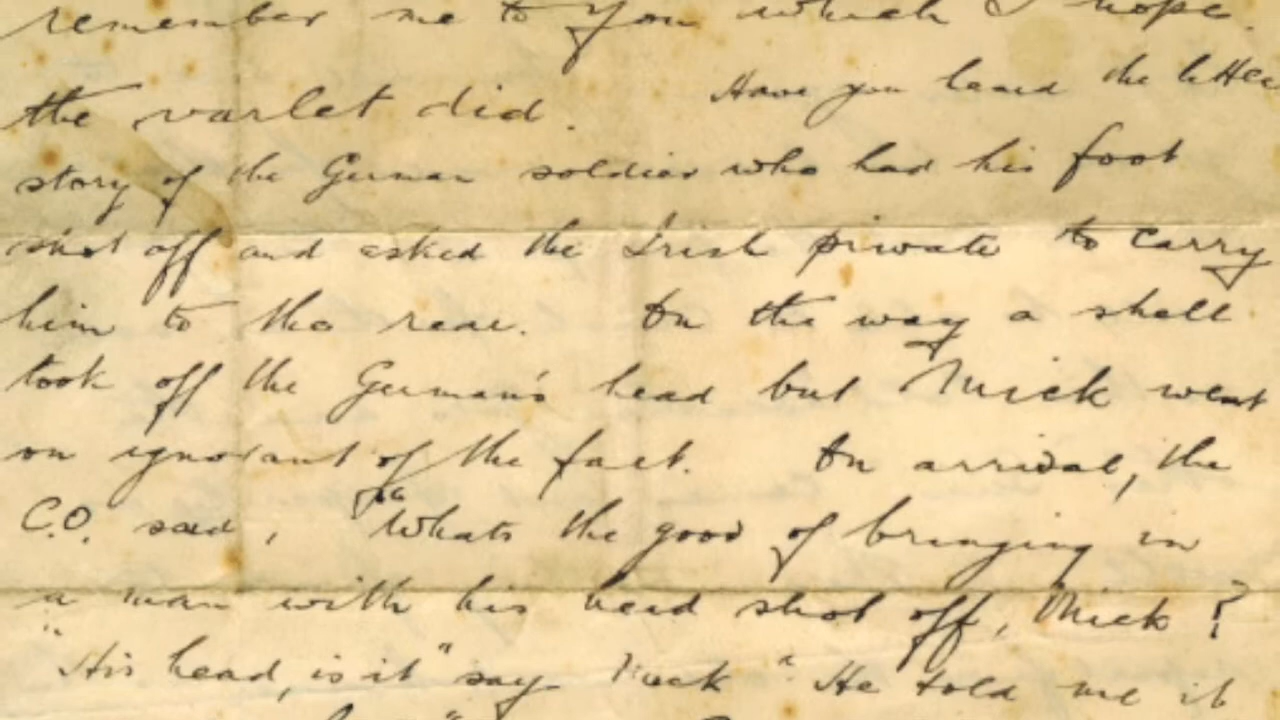 remember me to you which I hope
the varlet did. Have you heard the latter
story of the German soldier who had his foot
shot off and asked the Irish private to carry
him to the rear. On the way a shell
took off the German's head but Mick went
on ignorant of the fact. On arrival, the
C.O. said, "Whats the good of bringing in
a man with his head shot off, Mick?
"His head, is it" say Mick "He told me it